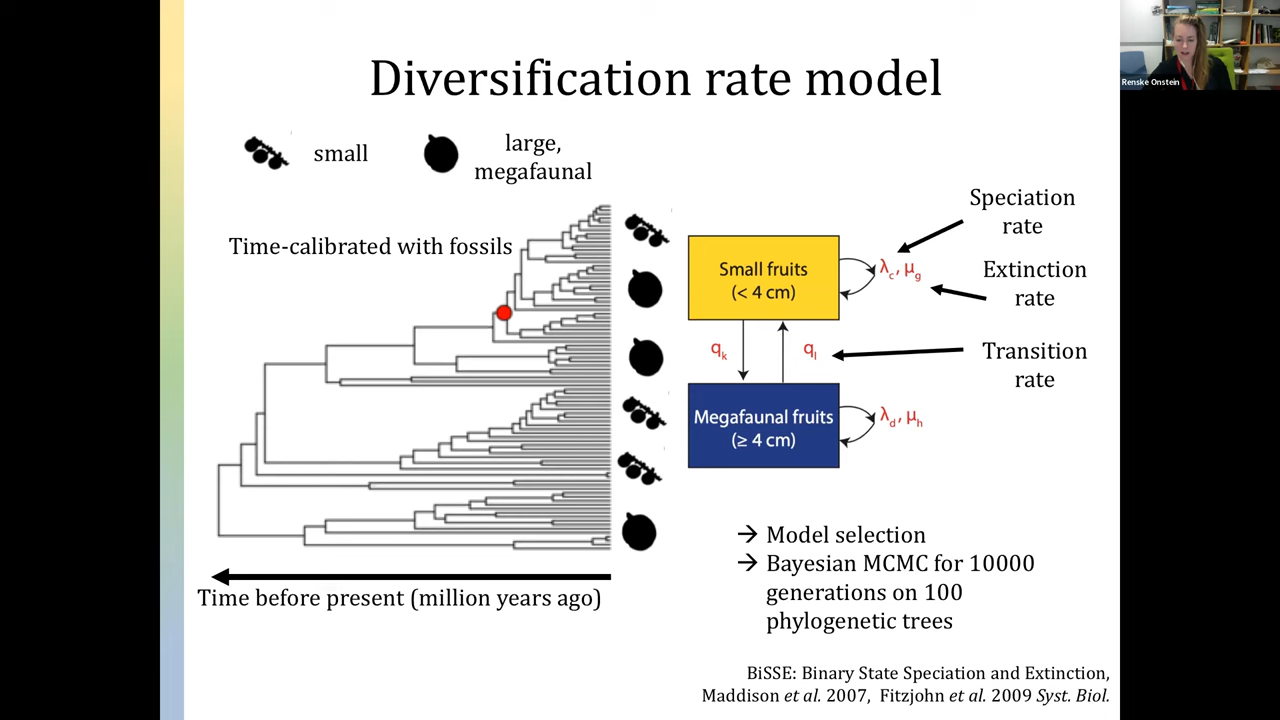 Diversification rate model
Renske Onstein
small
large,
megafaunal
Time-calibrated with fossils
Time before present (million years ago)
Small fruits
(< 4 cm)
λc, μg
qk
ql
Megafaunal fruits
(≥ 4 cm)
λd, μh
Speciation
rate
Extinction
rate
Transition
rate
→ Model selection
→ Bayesian MCMC for 10000
generations on 100
phylogenetic trees
BiSSE: Binary State Speciation and Extinction,
Maddison et al. 2007, Fitzjohn et al. 2009 Syst. Biol.